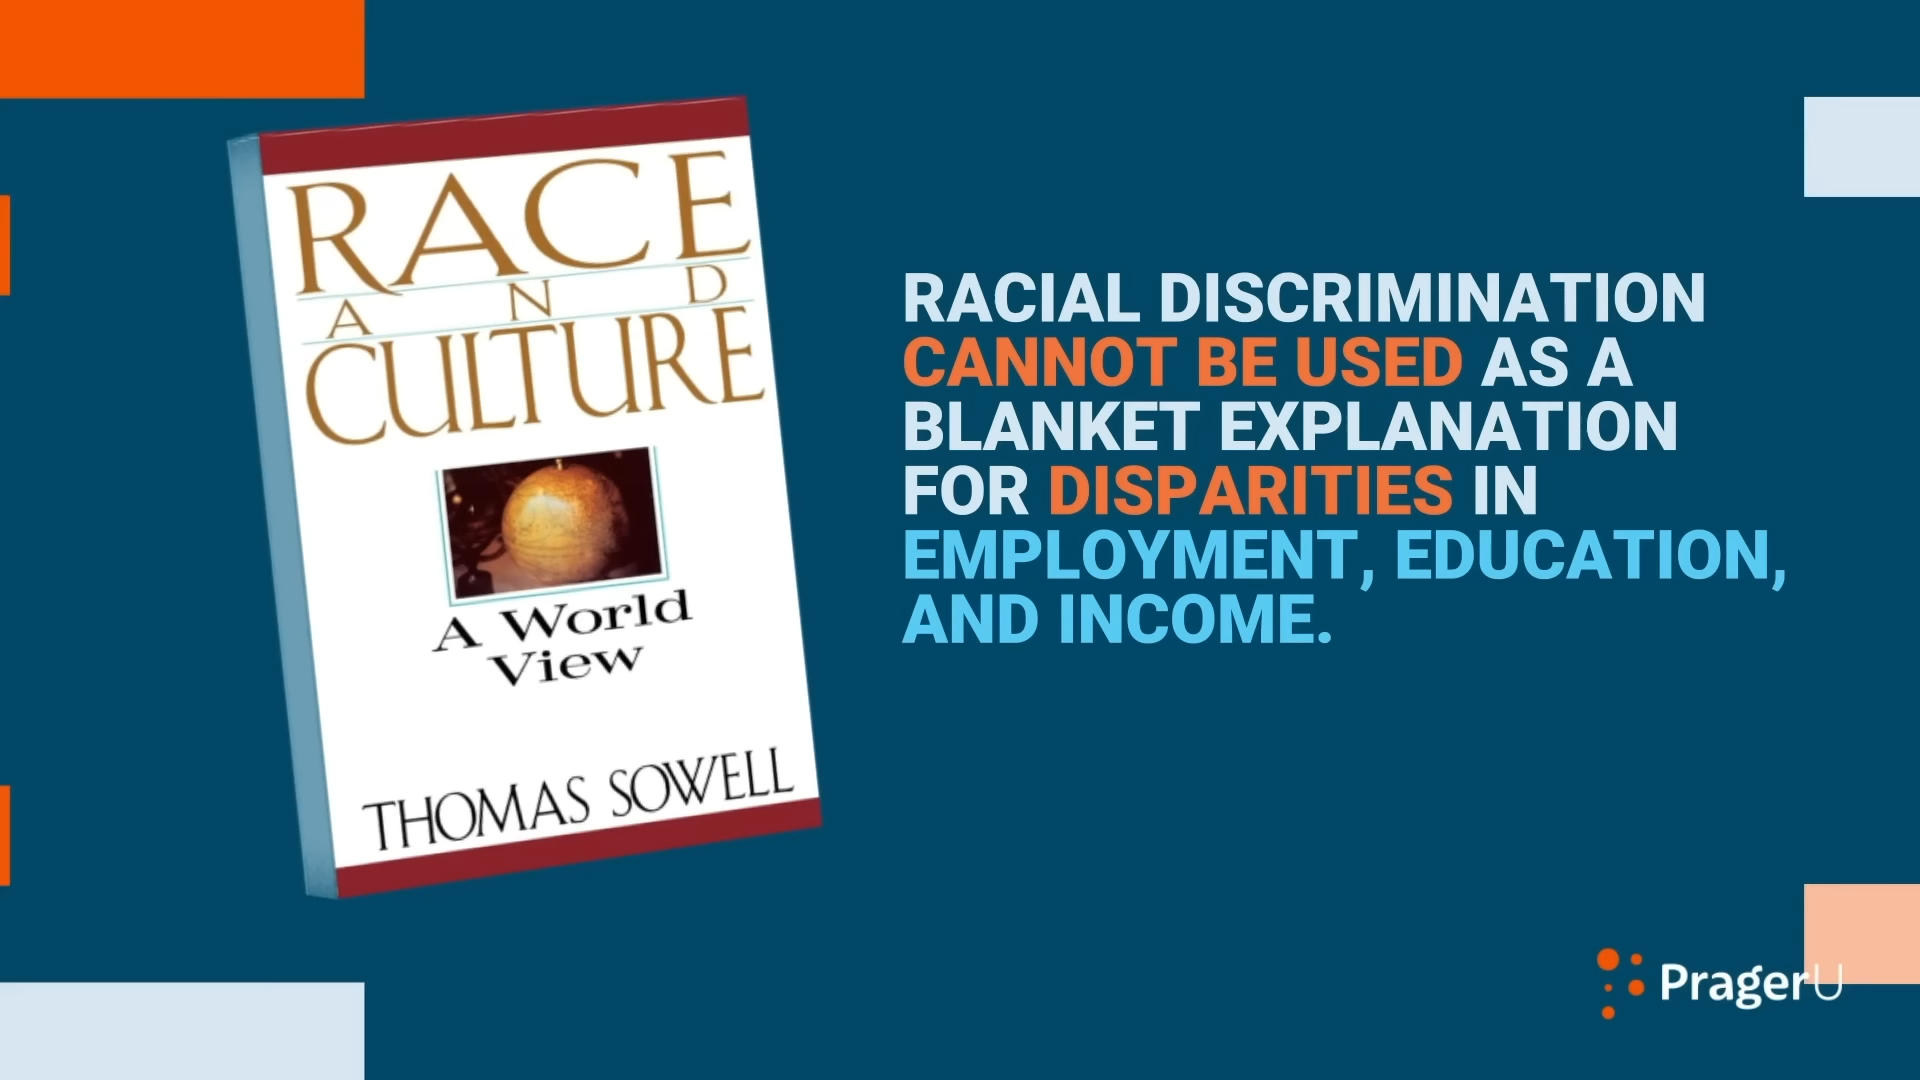 RACE
AND
CULTURE
A World
View
THOMAS SOWELL
RACIAL DISCRIMINATION
CANNOT BE USED AS A
BLANKET EXPLANATION
FOR DISPARITIES IN
EMPLOYMENT, EDUCATION,
AND INCOME.
PragerU